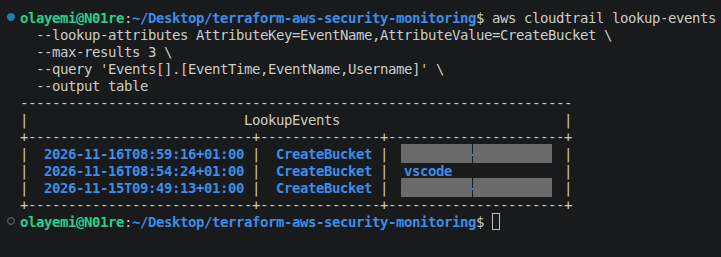 olayemi@N01re:~/Desktop/terraform-aws-security-monitoring$ aws cloudtrail lookup-events
--lookup-attributes AttributeKey=EventName,AttributeValue=CreateBucket \
--max-results 3 \
--query 'Events[].[EventTime,EventName,Username]' \
--output table
---------------------------------------------------------------------
|                           LookupEvents                            |
+----------------------------+---------------+----------------------+
|  2026-11-16T08:59:16+01:00 |  CreateBucket |                      |
|  2026-11-16T08:54:24+01:00 |  CreateBucket |  vscode              |
|  2026-11-15T09:49:13+01:00 |  CreateBucket |                      |
+----------------------------+---------------+----------------------+
olayemi@N01re:~/Desktop/terraform-aws-security-monitoring$